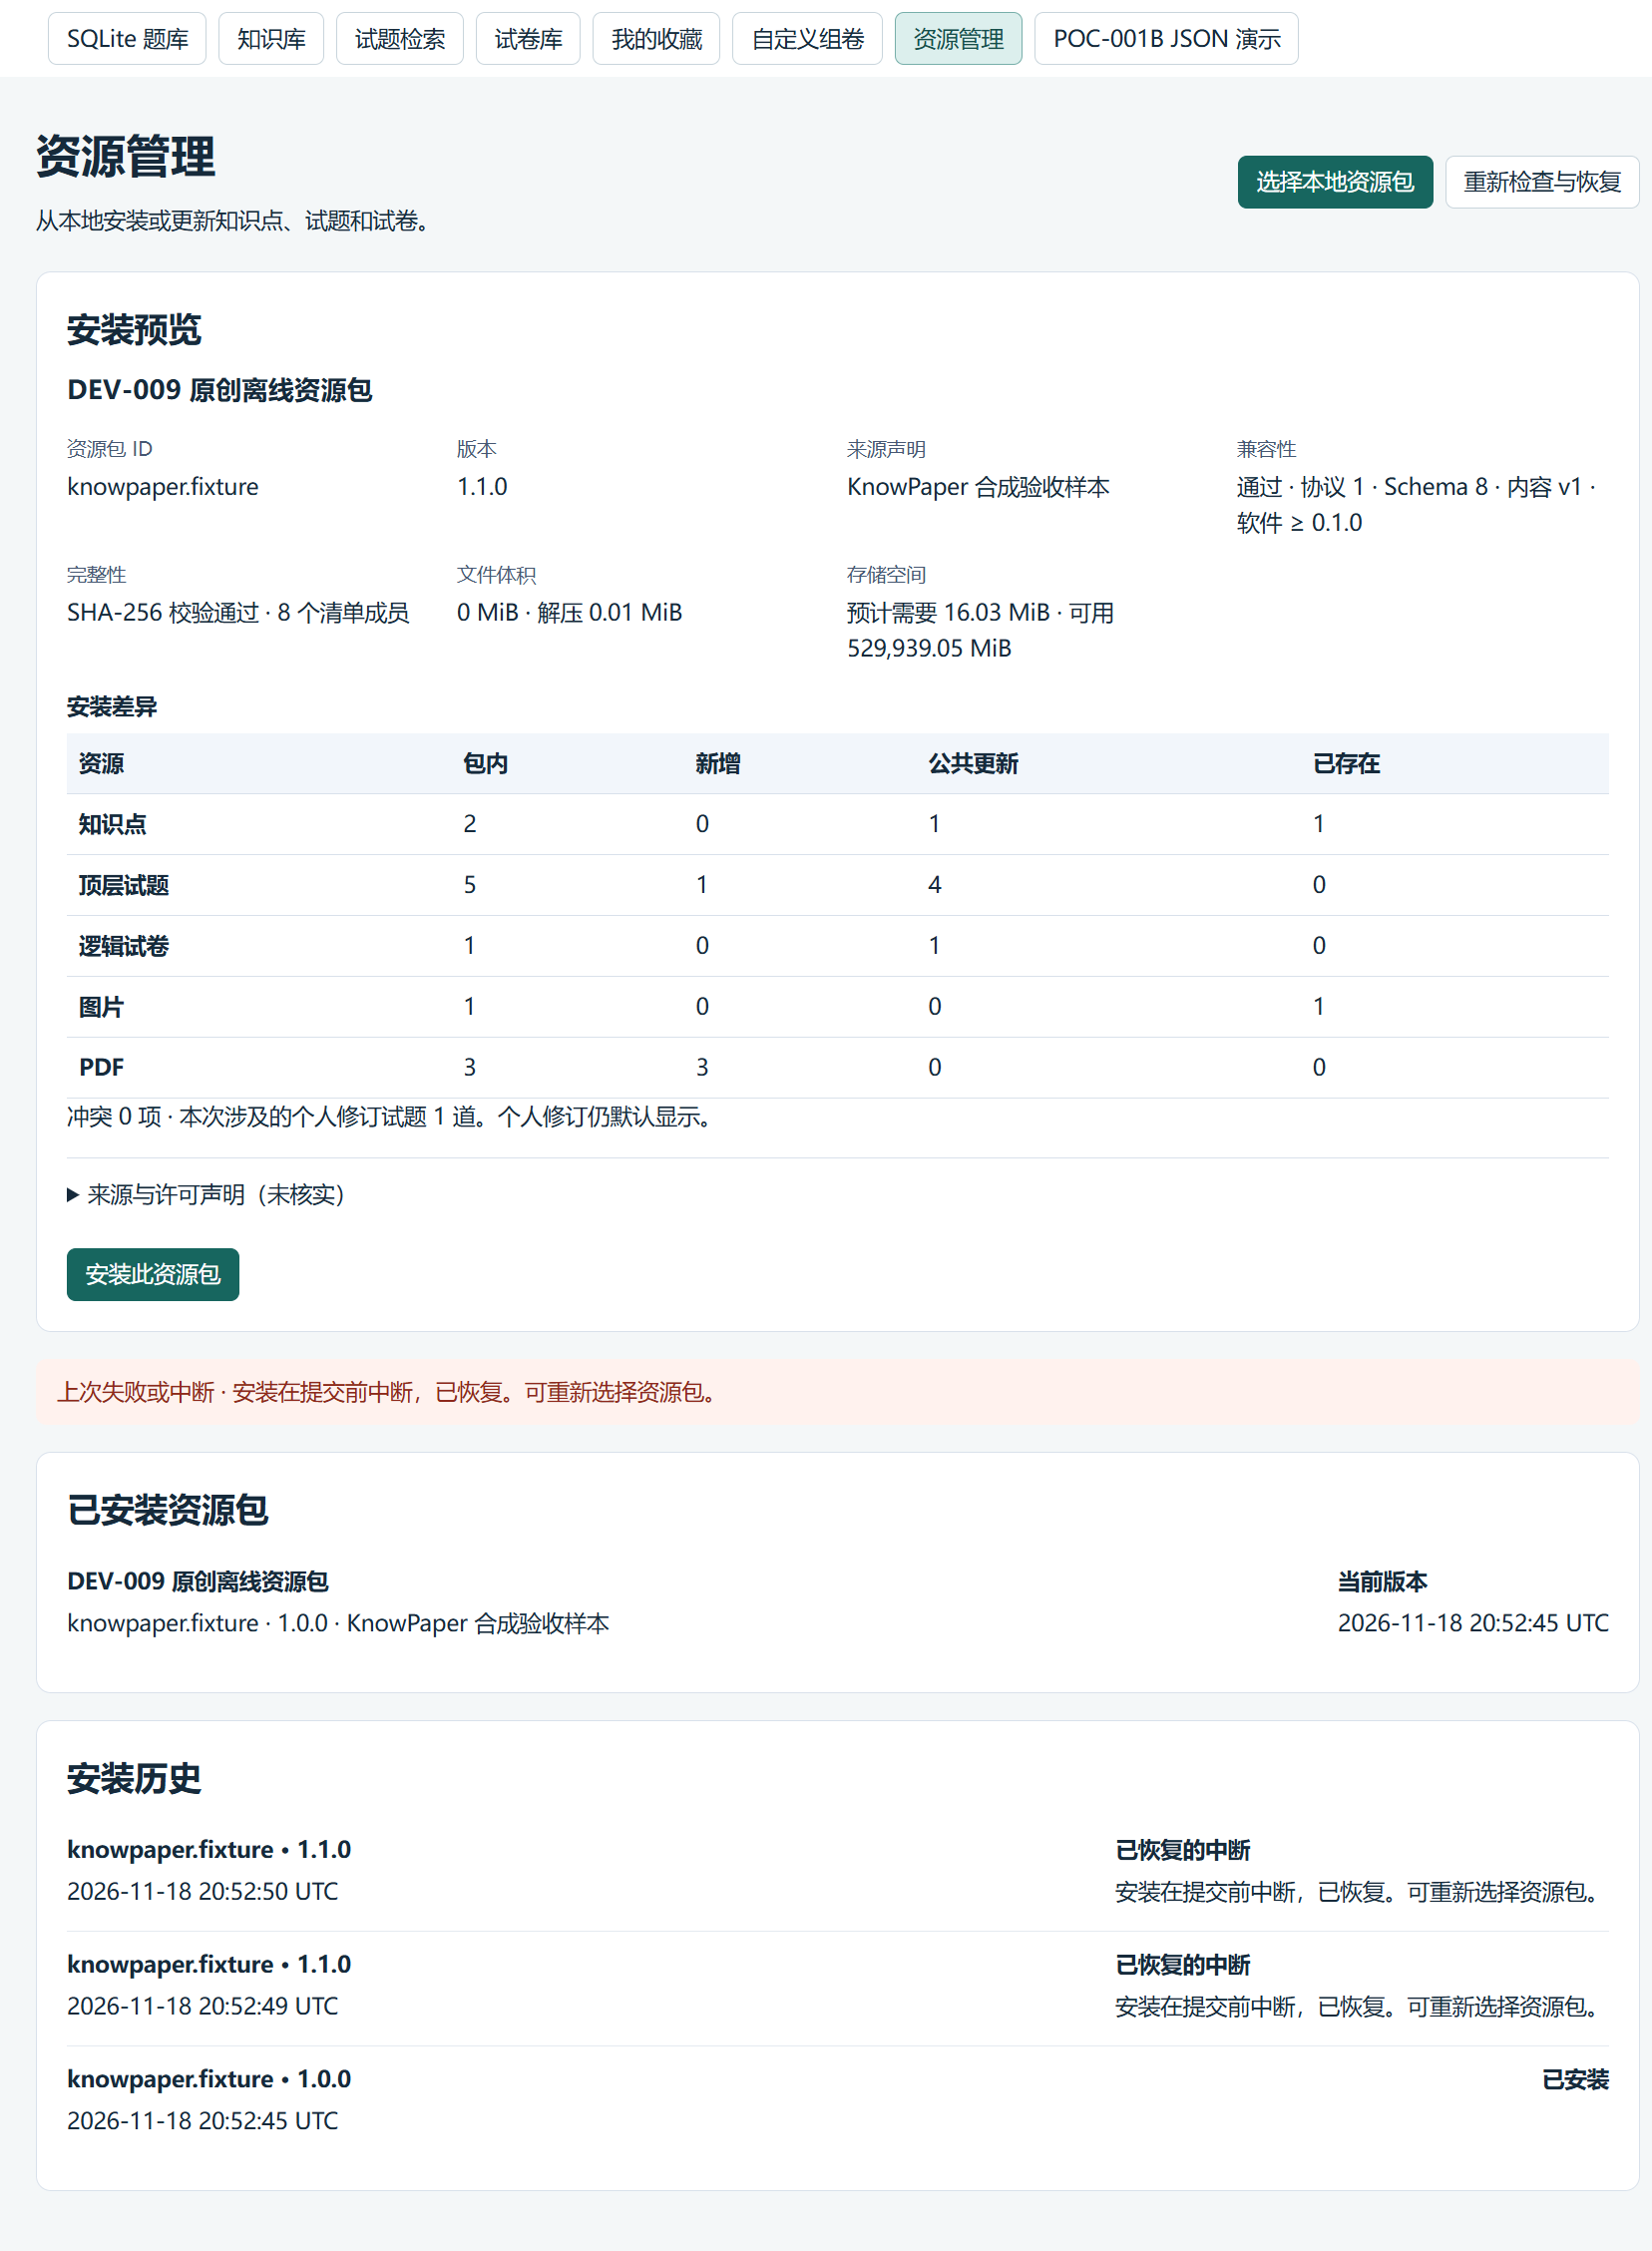 SQLite 题库 知识库 试题检索 试卷库 我的收藏 自定义组卷 资源管理 POC-001B JSON 演示
资源管理
从本地安装或更新知识点、试题和试卷。
选择本地资源包 重新检查与恢复
安装预览
DEV-009 原创离线资源包
资源包 ID 版本 来源声明 兼容性
knowpaper.fixture 1.1.0 KnowPaper 合成验收样本 通过 · 协议 1 · Schema 8 · 内容 v1 ·
软件 ≥ 0.1.0
完整性 文件体积 存储空间
SHA-256 校验通过 · 8 个清单成员 0 MiB · 解压 0.01 MiB 预计需要 16.03 MiB · 可用
529,939.05 MiB
安装差异
资源 包内 新增 公共更新 已存在
知识点 2 0 1 1
顶层试题 5 1 4 0
逻辑试卷 1 0 1 0
图片 1 0 0 1
PDF 3 3 0 0
冲突 0 项 · 本次涉及的个人修订试题 1 道。个人修订仍默认显示。
▶ 来源与许可声明（未核实）
安装此资源包
上次失败或中断 · 安装在提交前中断，已恢复。可重新选择资源包。
已安装资源包
DEV-009 原创离线资源包 当前版本
knowpaper.fixture · 1.0.0 · KnowPaper 合成验收样本 2026-11-18 20:52:45 UTC
安装历史
knowpaper.fixture • 1.1.0 已恢复的中断
2026-11-18 20:52:50 UTC 安装在提交前中断，已恢复。可重新选择资源包。
knowpaper.fixture • 1.1.0 已恢复的中断
2026-11-18 20:52:49 UTC 安装在提交前中断，已恢复。可重新选择资源包。
knowpaper.fixture • 1.0.0 已安装
2026-11-18 20:52:45 UTC